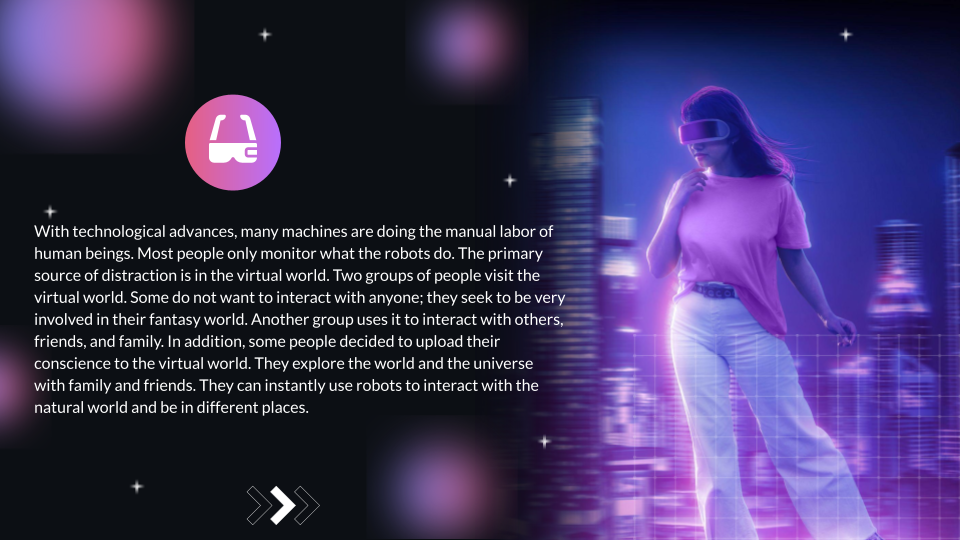 With technological advances, many machines are doing the manual labor of
human beings. Most people only monitor what the robots do. The primary
source of distraction is in the virtual world. Two groups of people visit the
virtual world. Some do not want to interact with anyone; they seek to be very
involved in their fantasy world. Another group uses it to interact with others,
friends, and family. In addition, some people decided to upload their
conscience to the virtual world. They explore the world and the universe
with family and friends. They can instantly use robots to interact with the
natural world and be in different places.